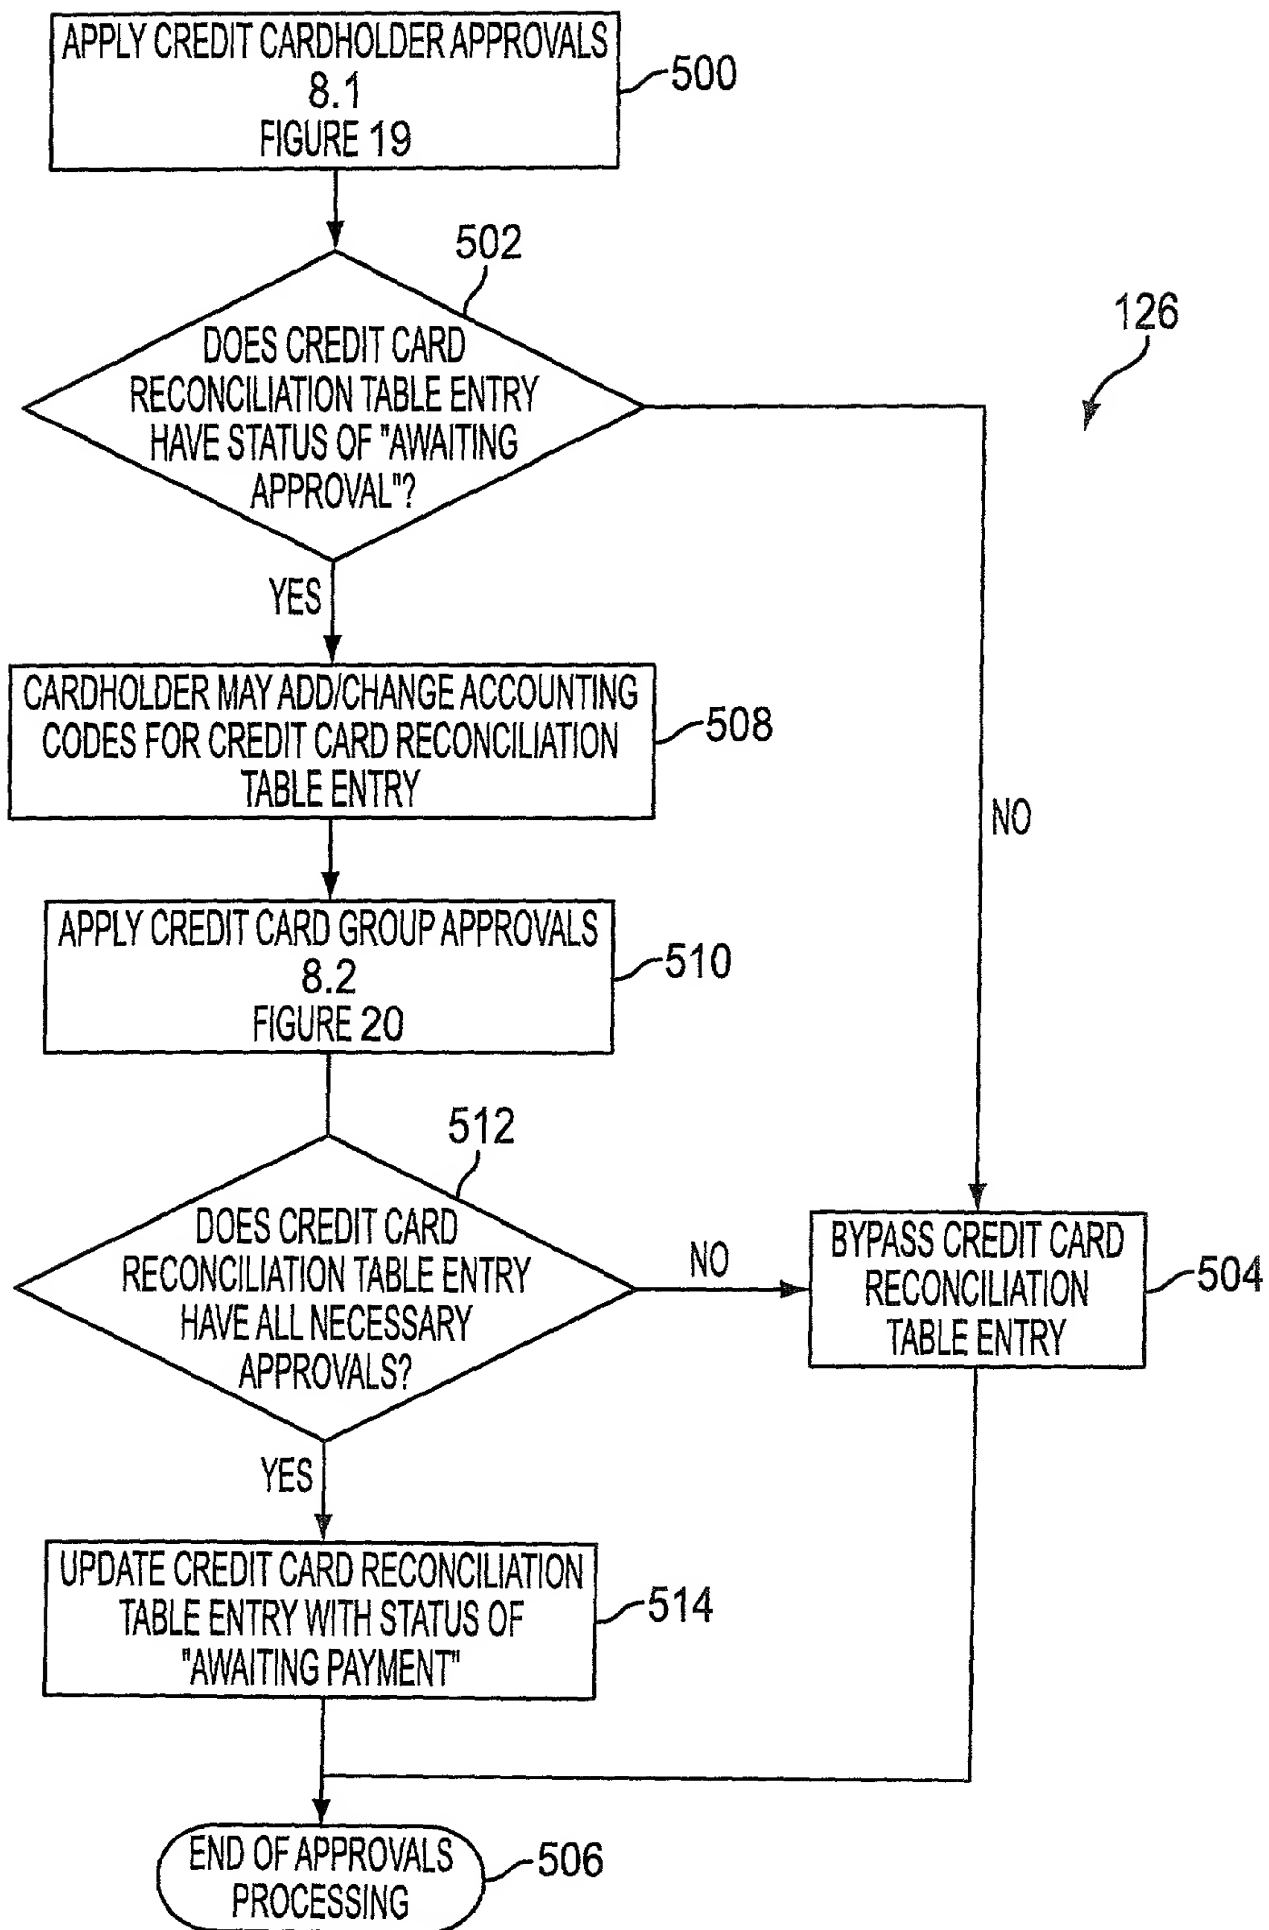 APPLY CREDIT CARDHOLDER APPROVALS
8.1
FIGURE 19
500
502
DOES CREDIT CARD
RECONCILIATION TABLE ENTRY
HAVE STATUS OF "AWAITING
APPROVAL"?
126
YES
CARDHOLDER MAY ADD/CHANGE ACCOUNTING
CODES FOR CREDIT CARD RECONCILIATION
TABLE ENTRY
508
NO
APPLY CREDIT CARD GROUP APPROVALS
8.2
FIGURE 20
510
512
DOES CREDIT CARD
RECONCILIATION TABLE ENTRY
HAVE ALL NECESSARY
APPROVALS?
NO
BYPASS CREDIT CARD
RECONCILIATION
TABLE ENTRY
504
YES
UPDATE CREDIT CARD RECONCILIATION
TABLE ENTRY WITH STATUS OF
"AWAITING PAYMENT"
514
END OF APPROVALS
PROCESSING
506